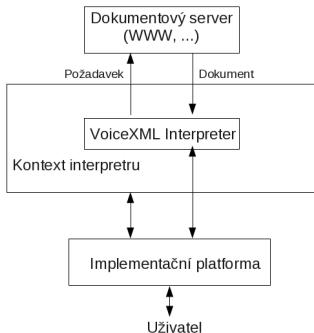 Dokumentový server
(WWW, ...)
Požadavek
Dokument
VoiceXML Interpreter
Kontext interpretru
Implementační platforma
Uživatel